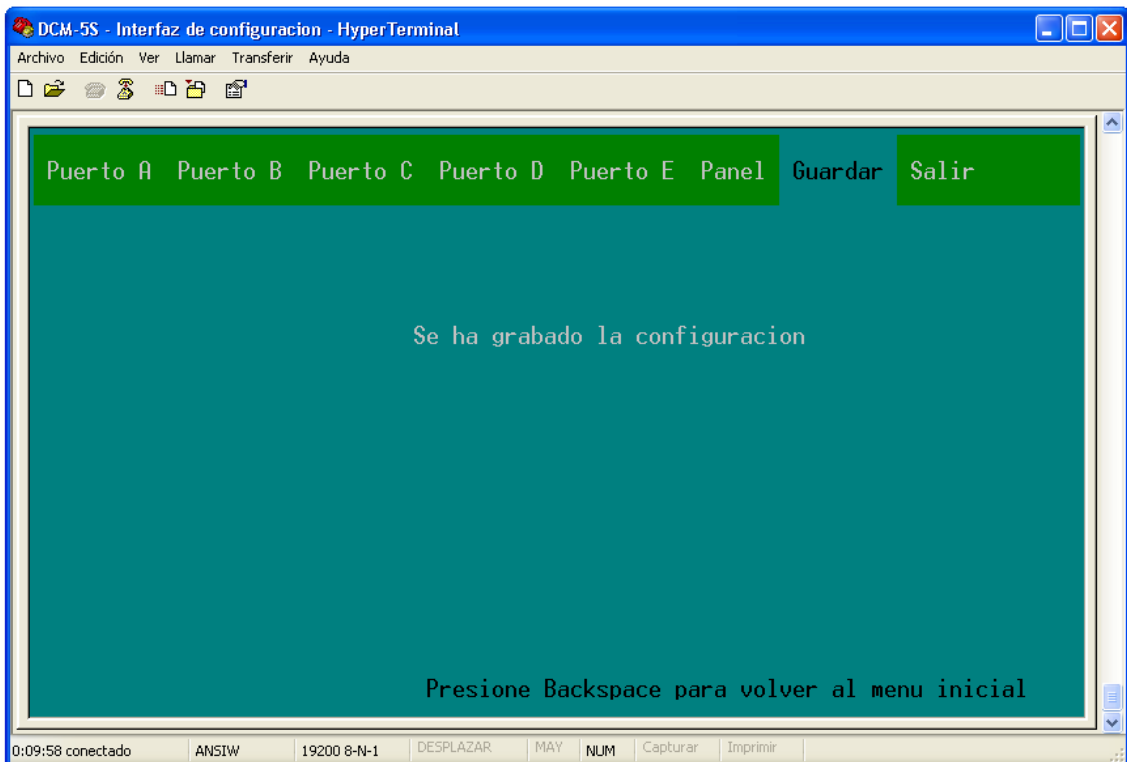 DCM-5S - Interfaz de configuracion - HyperTerminal
Archivo Edición Ver Llamar Transferir Ayuda
Puerto A Puerto B Puerto C Puerto D Puerto E Panel Guardar Salir
Se ha grabado la configuracion
Presione Backspace para volver al menu inicial
0:09:58 conectado ANSIW 19200 8-N-1 DESPLAZAR MAY NUM Capturar Imprimir